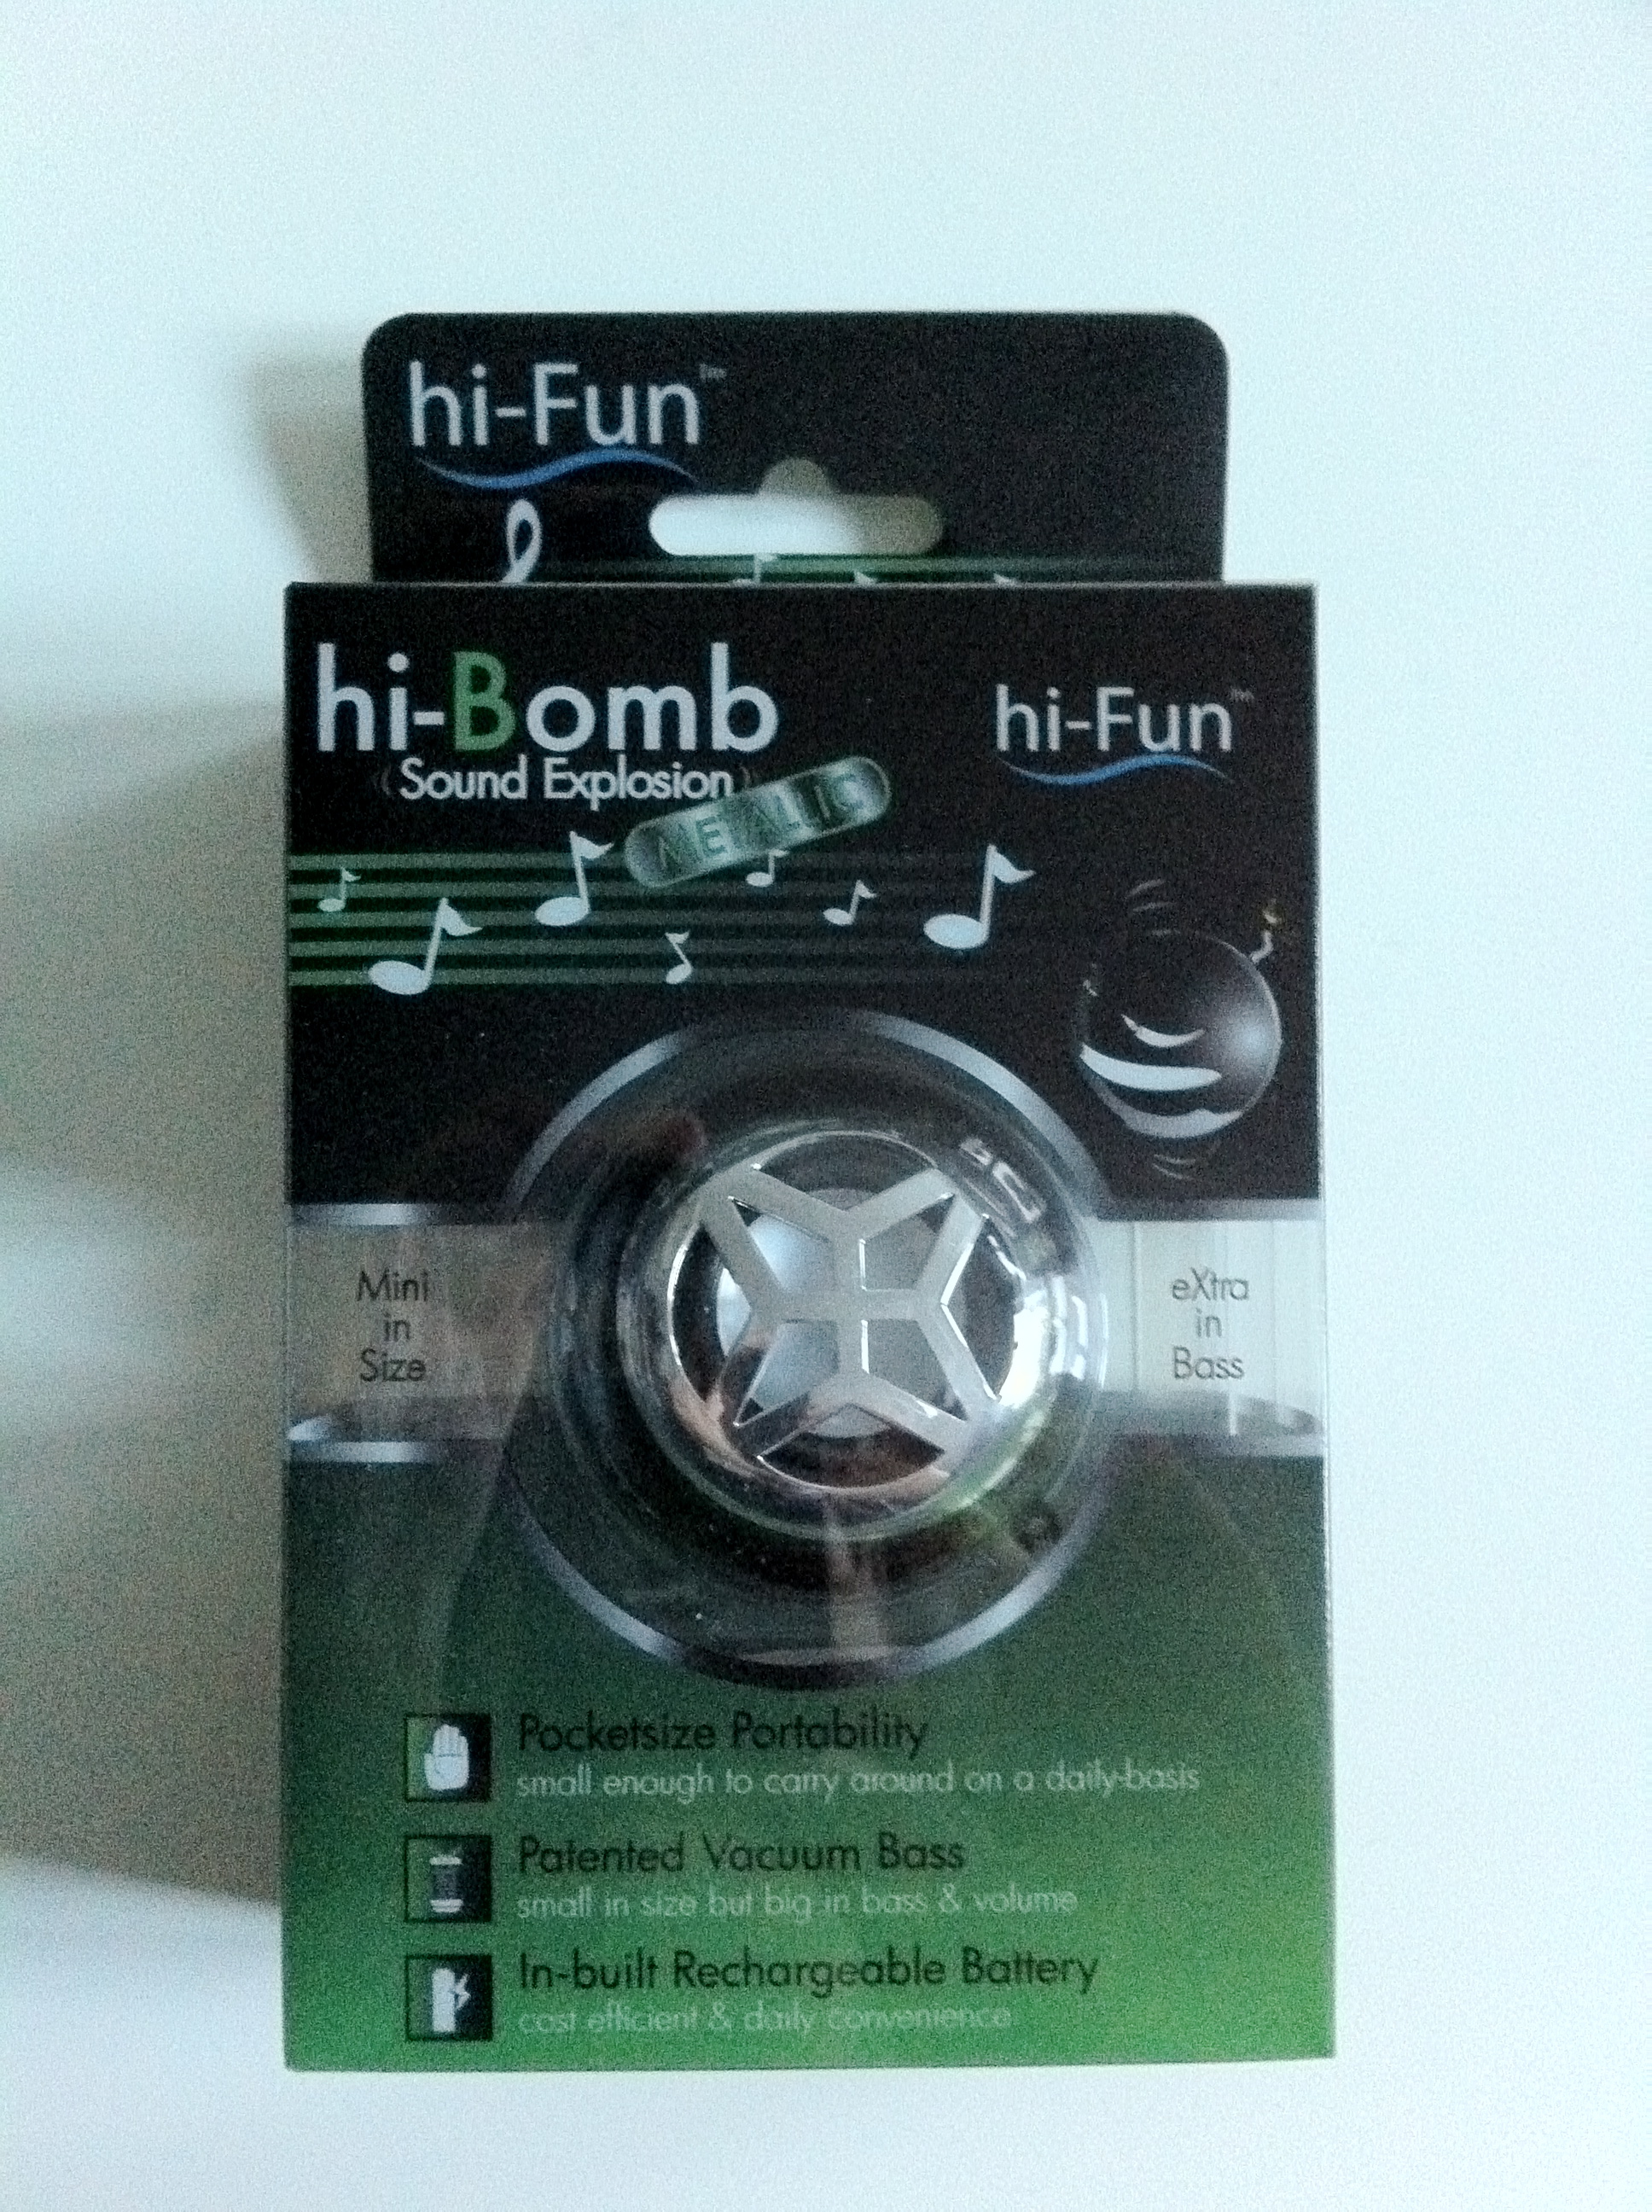 hi-Fun™
hi-Bomb
hi-Fun™
(Sound Explosion)
METALLIC
Mini
in
Size
eXtra
in
Bass
Pocketsize Portability
small enough to carry around on a daily-basis
Patented Vacuum Bass
small in size but big in bass & volume
In-built Rechargeable Battery
cost efficient & daily convenience